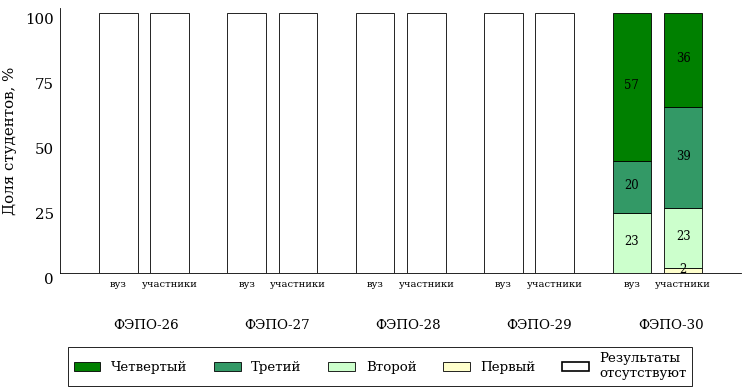 100
75
50
25
0
Доля студентов, %
57
20
23
36
39
23
2
вуз участники вуз участники вуз участники вуз участники вуз участники
ФЭПО-26 ФЭПО-27 ФЭПО-28 ФЭПО-29 ФЭПО-30
Четвертый Третий Второй Первый Результаты
отсутствуют